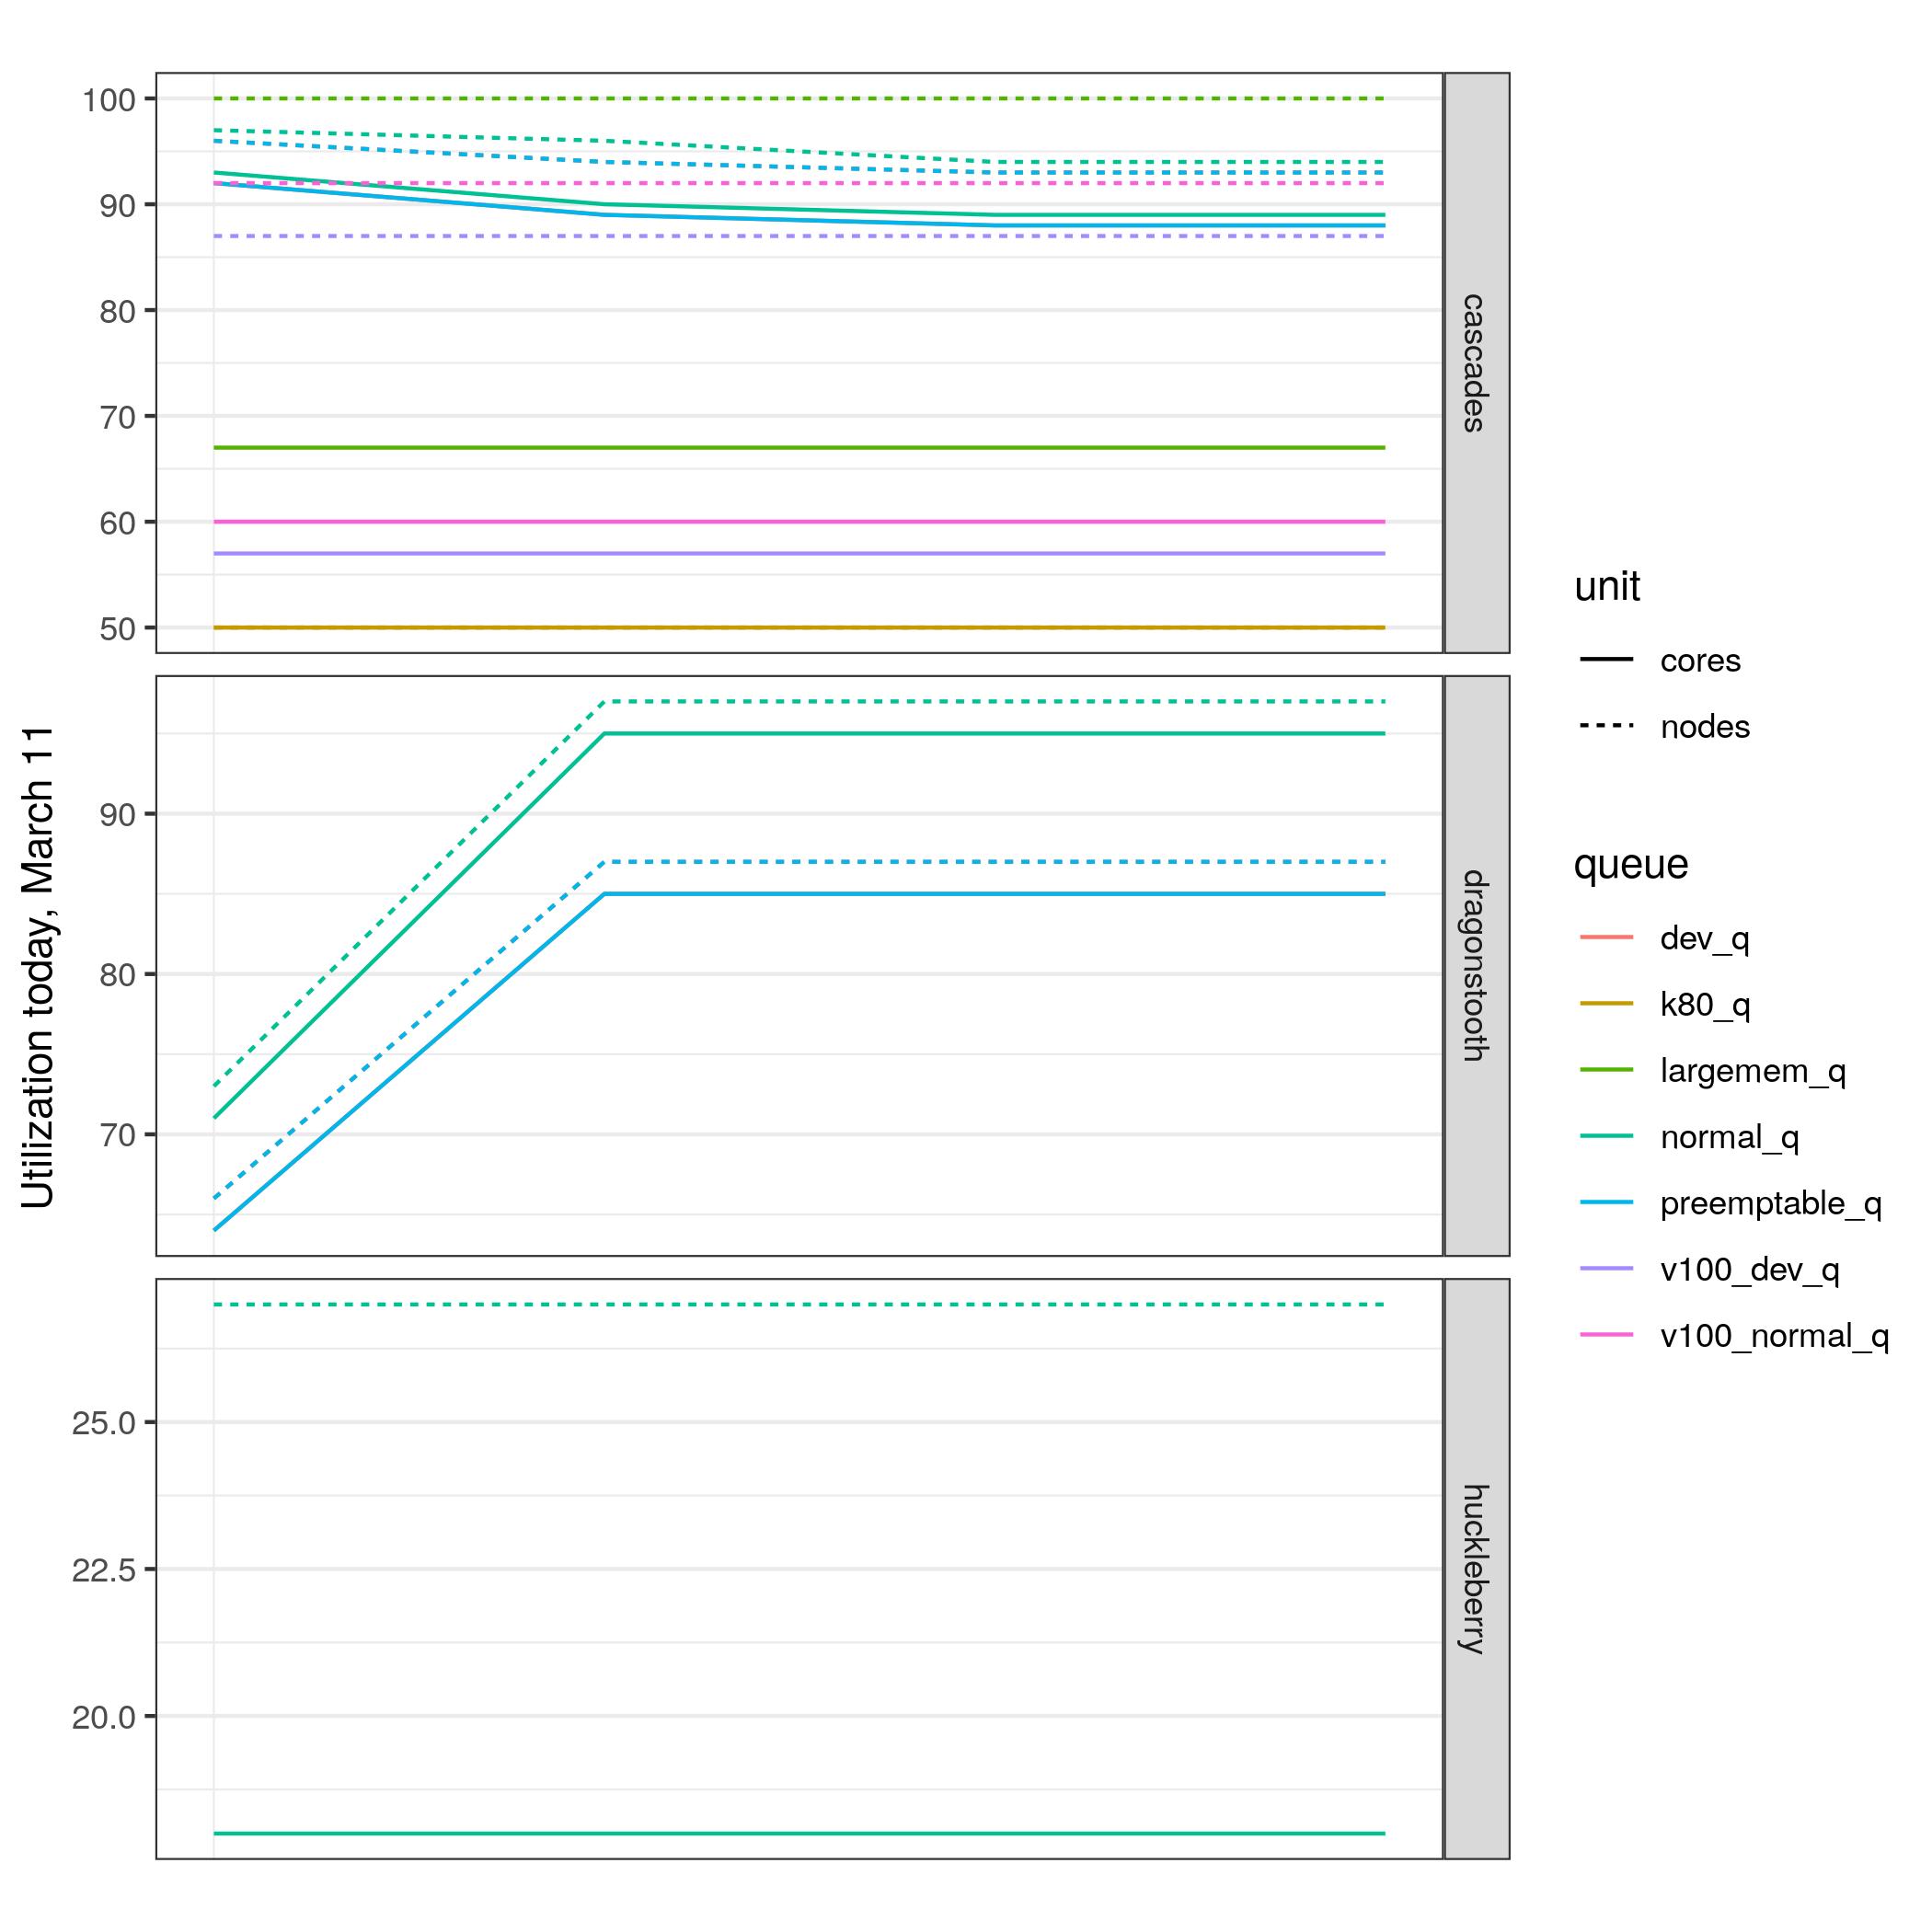 Utilization today, March 11
100
90
80
70
60
50
cascades
90
80
70
dragonstooth
25.0
22.5
20.0
huckleberry
unit
cores
nodes
queue
dev_q
k80_q
largemem_q
normal_q
preemptable_q
v100_dev_q
v100_normal_q